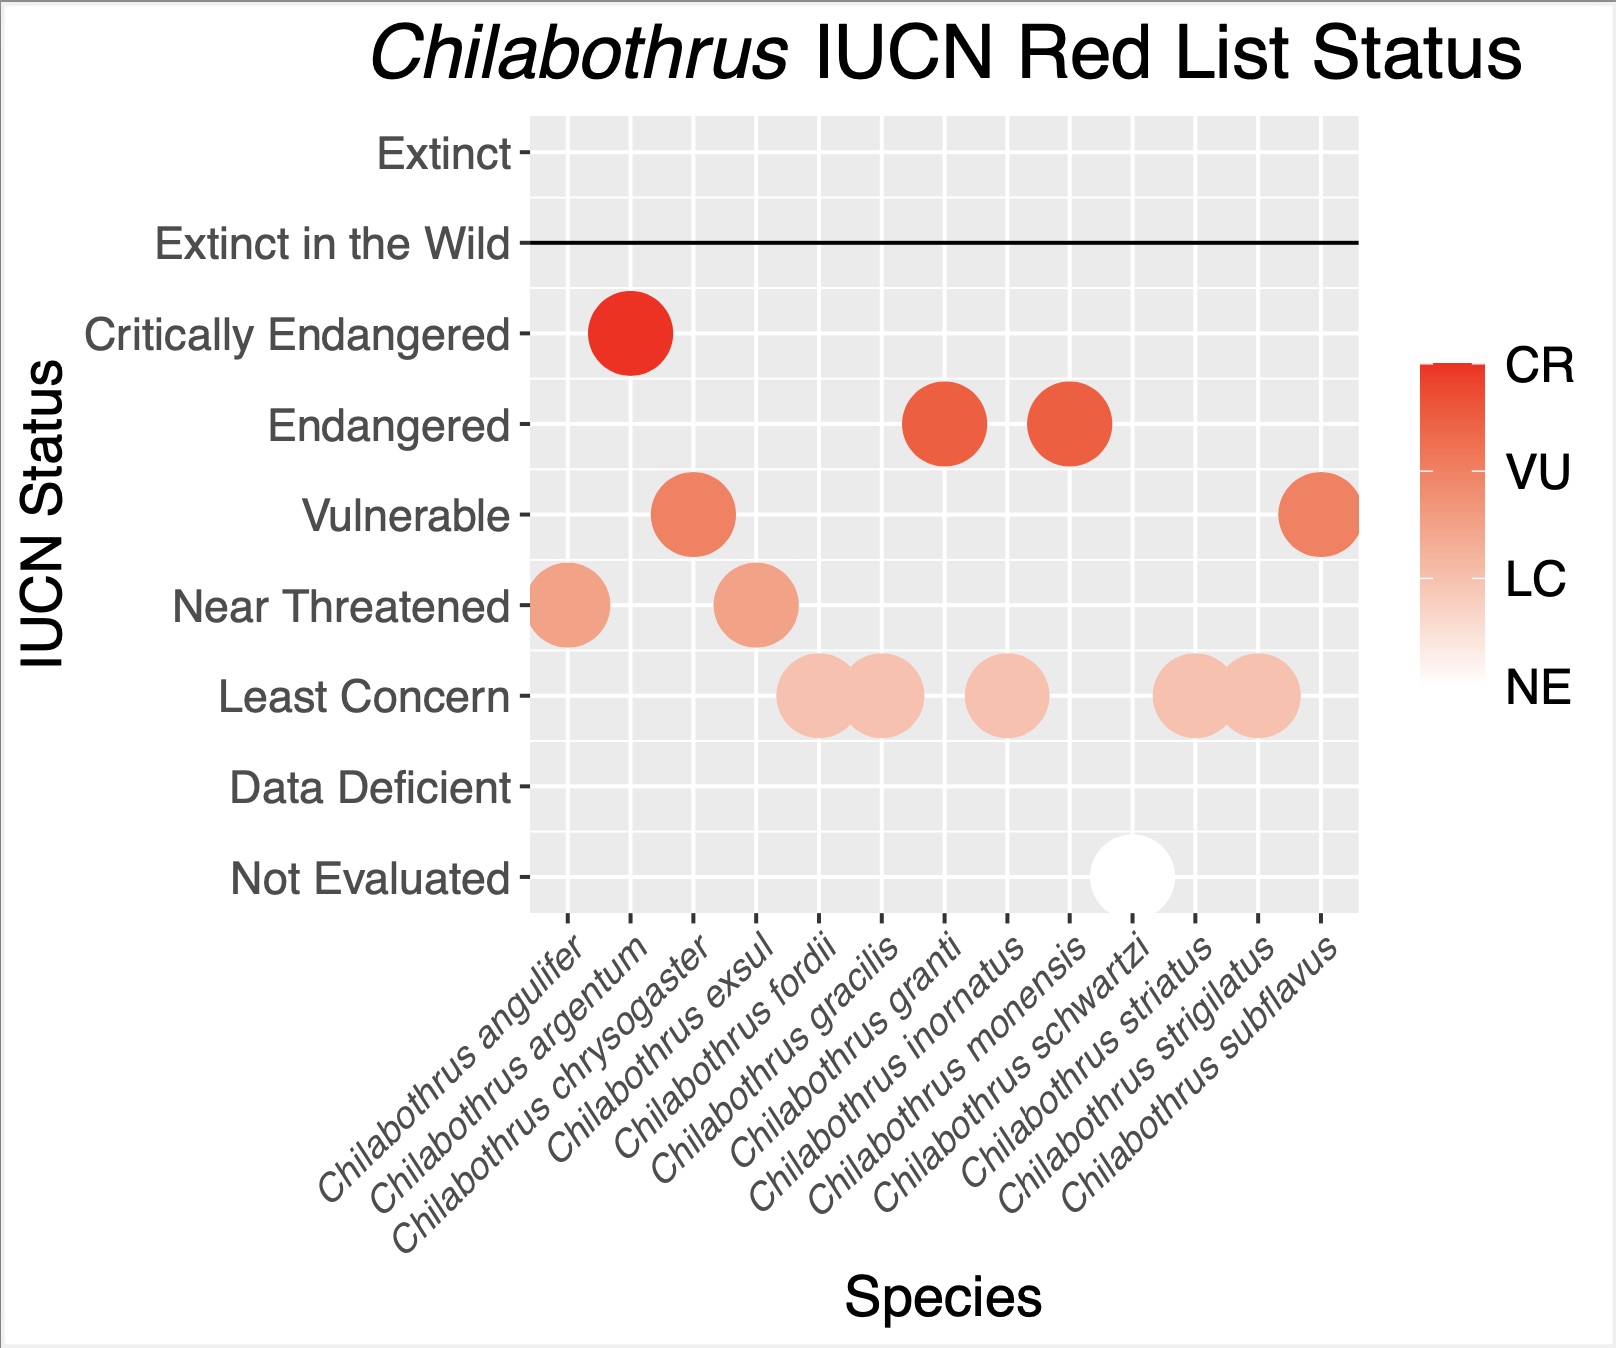 Chilabothrus IUCN Red List Status
IUCN Status
Extinct
Extinct in the Wild
Critically Endangered
Endangered
Vulnerable
Near Threatened
Least Concern
Data Deficient
Not Evaluated
Chilabothrus angulifer
Chilabothrus argentum
Chilabothrus chrysogaster
Chilabothrus exsul
Chilabothrus fordii
Chilabothrus gracilis
Chilabothrus granti
Chilabothrus inornatus
Chilabothrus monensis
Chilabothrus schwartzi
Chilabothrus striatus
Chilabothrus strigilatus
Chilabothrus subflavus
Species
CR
VU
LC
NE